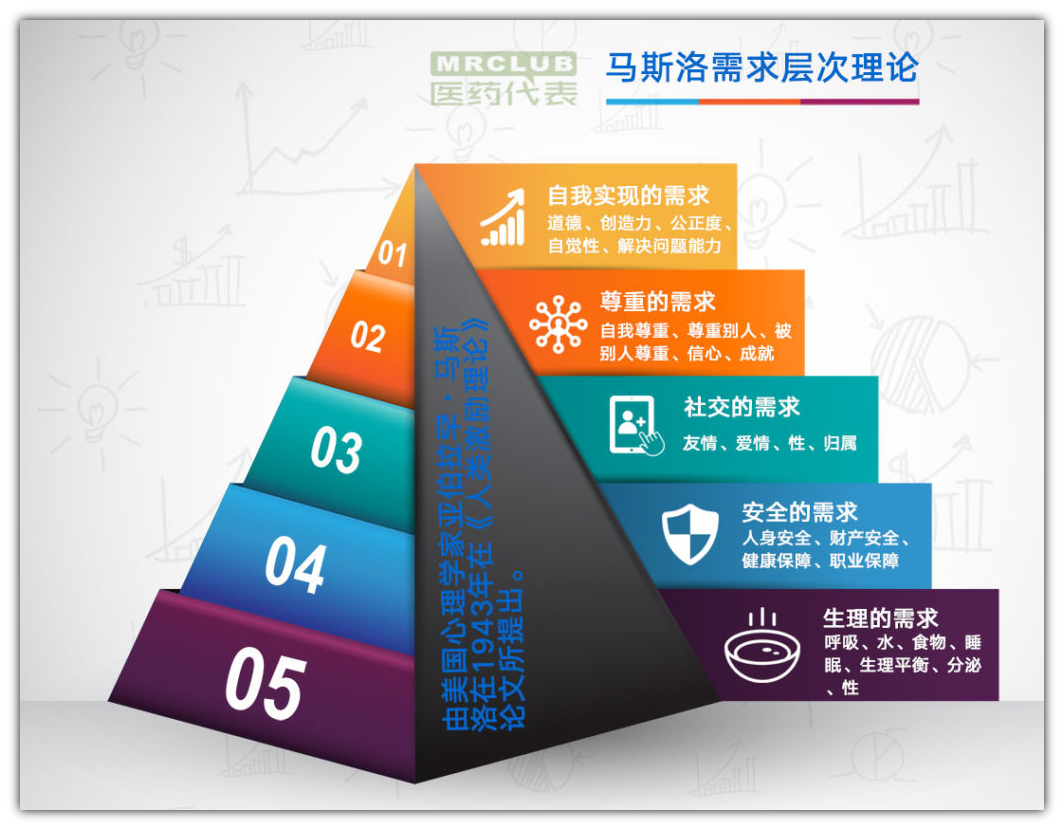 MRCLUB
医药代表
马斯洛需求层次理论
01
自我实现的需求
道德、创造力、公正度、
自觉性、解决问题能力
02
尊重的需求
自我尊重、尊重别人、被
别人尊重、信心、成就
03
社交的需求
友情、爱情、性、归属
04
安全的需求
人身安全、财产安全、
健康保障、职业保障
05
生理的需求
呼吸、水、食物、睡
眠、生理平衡、分泌
、性
由美国心理学家亚伯拉罕·马斯
洛在1943年在《人类激励理论》
论文所提出。